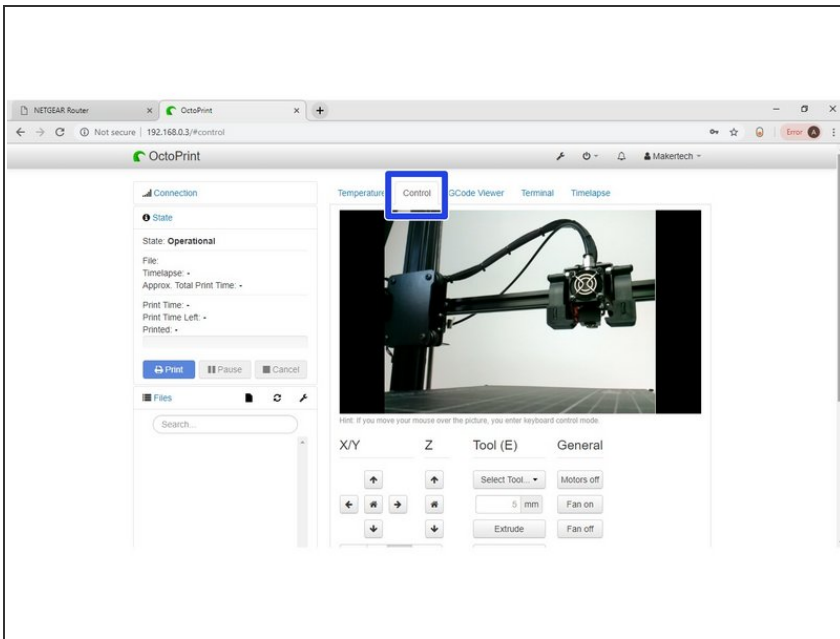 NETGEAR Router
OctoPrint
Not secure | 192.168.0.3/#control
Error A
OctoPrint
Makertech
Connection
State
State: Operational
File:
Timelapse: -
Approx. Total Print Time: -
Print Time: -
Print Time Left: -
Printed: -
Print Pause Cancel
Files
Search...
Temperature Control GCode Viewer Terminal Timelapse
Hint: If you move your mouse over the picture, you enter keyboard control mode.
X/Y Z Tool (E) General
Select Tool... Motors off
5 mm Fan on
Extrude Fan off